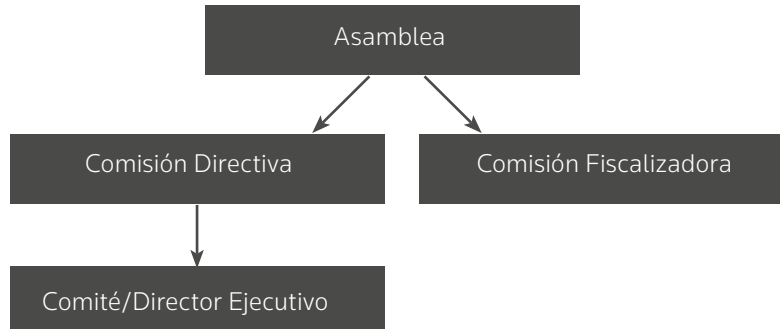 Asamblea
Comisión Directiva
Comisión Fiscalizadora
Comité/Director Ejecutivo